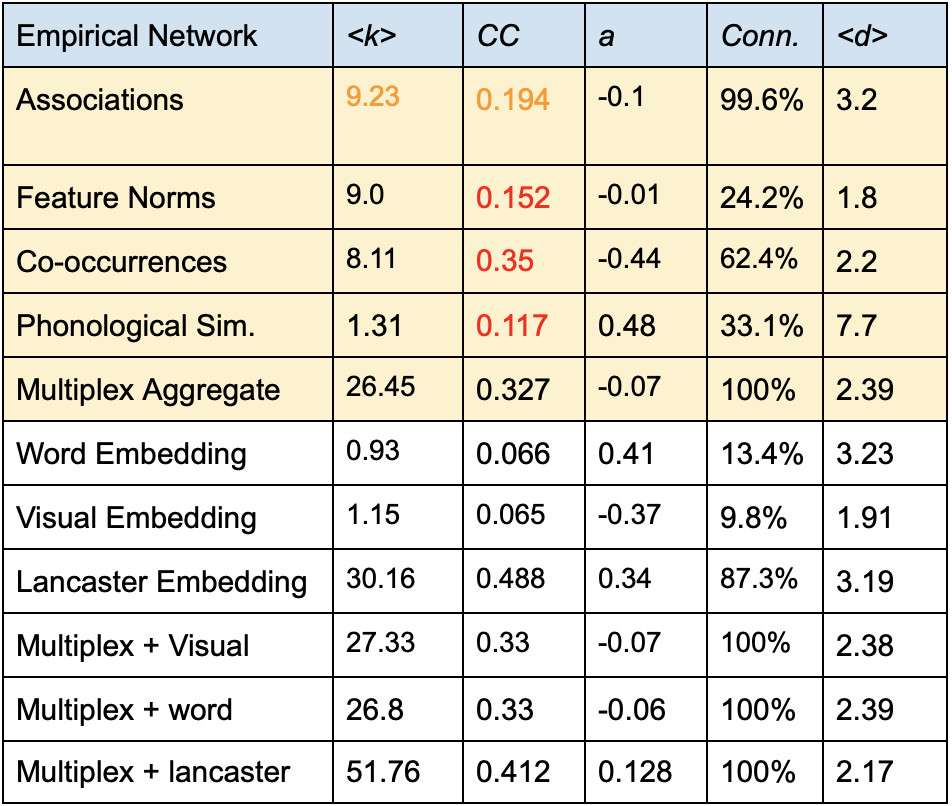 Empirical Network <k> CC a Conn. <d>
Associations 9.23 0.194 -0.1 99.6% 3.2
Feature Norms 9.0 0.152 -0.01 24.2% 1.8
Co-occurrences 8.11 0.35 -0.44 62.4% 2.2
Phonological Sim. 1.31 0.117 0.48 33.1% 7.7
Multiplex Aggregate 26.45 0.327 -0.07 100% 2.39
Word Embedding 0.93 0.066 0.41 13.4% 3.23
Visual Embedding 1.15 0.065 -0.37 9.8% 1.91
Lancaster Embedding 30.16 0.488 0.34 87.3% 3.19
Multiplex + Visual 27.33 0.33 -0.07 100% 2.38
Multiplex + word 26.8 0.33 -0.06 100% 2.39
Multiplex + lancaster 51.76 0.412 0.128 100% 2.17